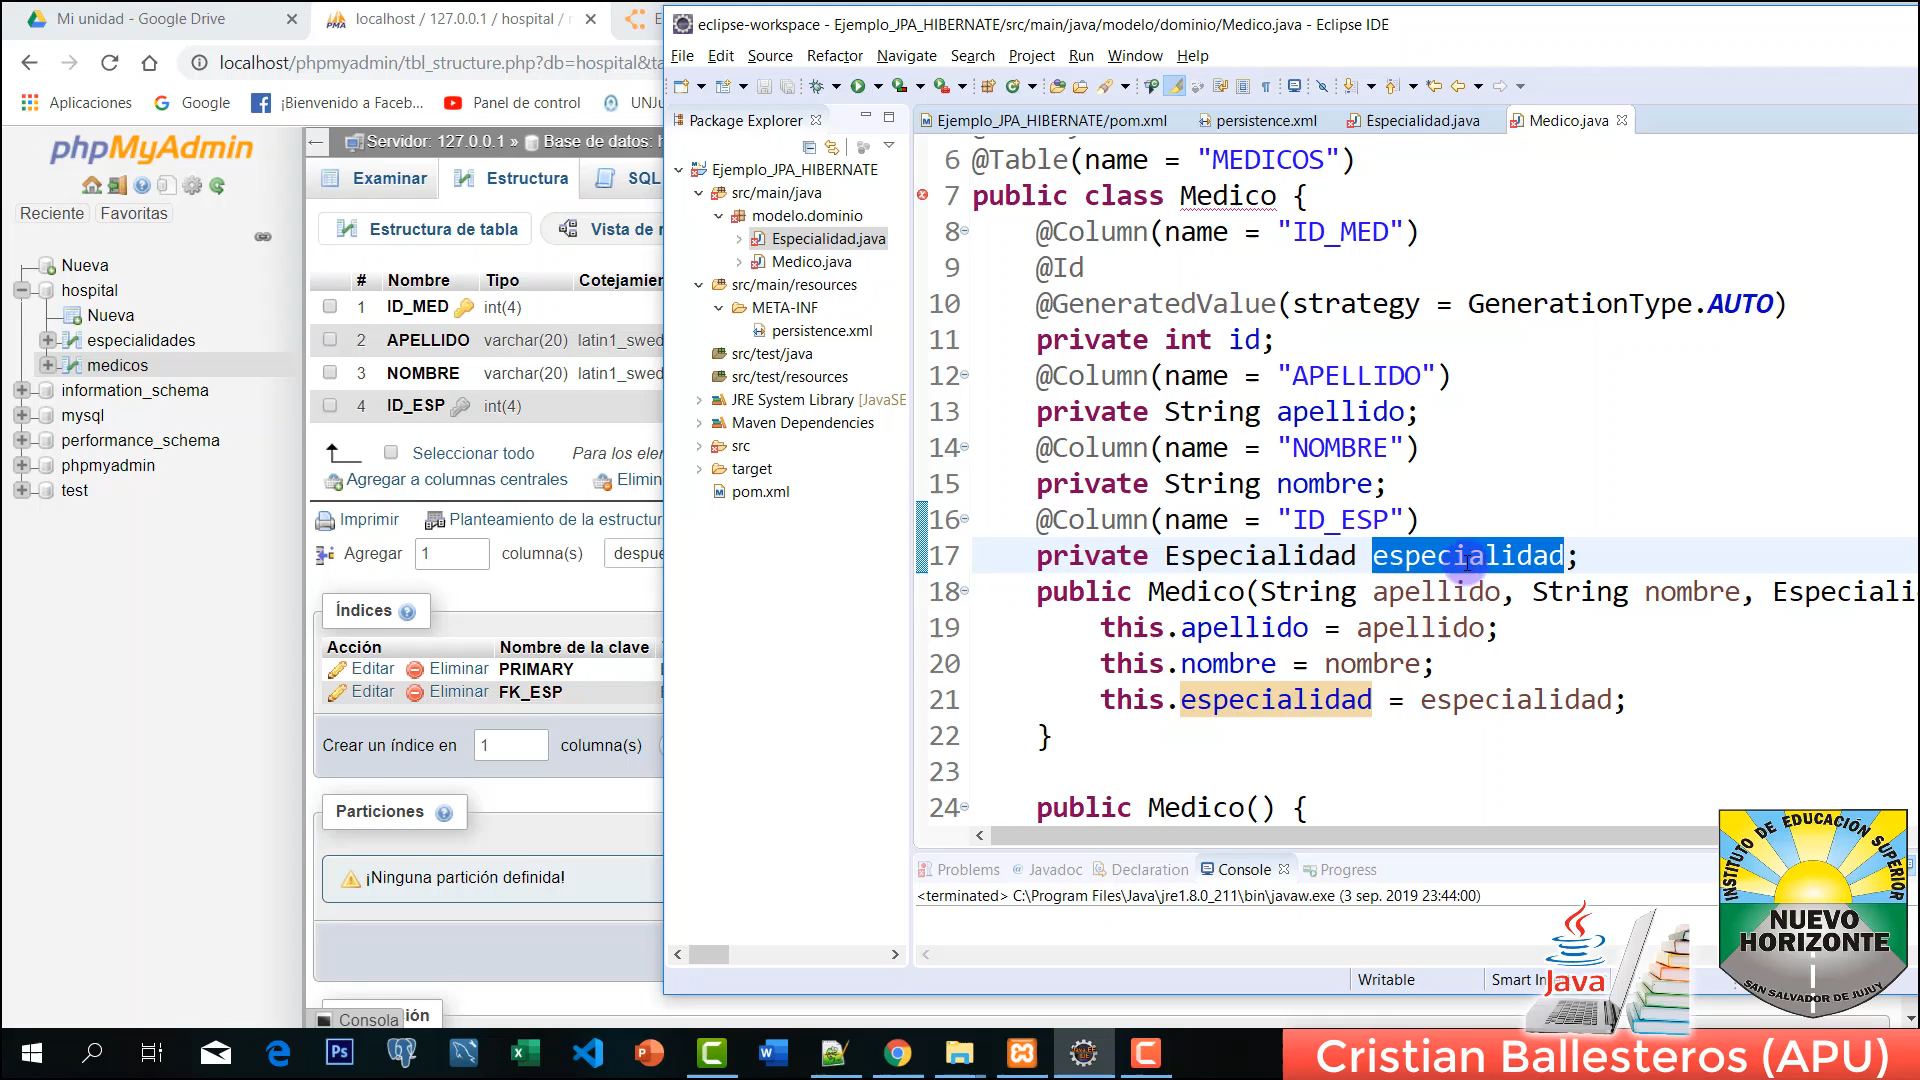 Mi unidad - Google Drive
localhost / 127.0.0.1 / hospital /
eclipse-workspace - Ejemplo_JPA_HIBERNATE/src/main/java/modelo/dominio/Medico.java - Eclipse IDE
localhost/phpmyadmin/tbl_structure.php?db=hospital&ta
File Edit Source Refactor Navigate Search Project Run Window Help
Aplicaciones Google ¡Bienvenido a Faceb... Panel de control UNJu
Package Explorer
Ejemplo_JPA_HIBERNATE/pom.xml persistence.xml Especialidad.java Medico.java
phpMyAdmin
Reciente Favoritas
Nueva
hospital
Nueva
especialidades
medicos
information_schema
mysql
performance_schema
phpmyadmin
test
Servidor: 127.0.0.1 » Base de datos: h
Examinar Estructura SQL
Estructura de tabla Vista de r
# Nombre Tipo Cotejamien
1 ID_MED int(4)
2 APELLIDO varchar(20) latin1_swed
3 NOMBRE varchar(20) latin1_swed
4 ID_ESP int(4)
Seleccionar todo Para los elem
Agregar a columnas centrales Elimin
Imprimir Planteamiento de la estructur
Agregar 1 columna(s) despue
Índices
Acción Nombre de la clave
Editar Eliminar PRIMARY
Editar Eliminar FK_ESP
Crear un índice en 1 columna(s)
Particiones
¡Ninguna partición definida!
Consola ión
Ejemplo_JPA_HIBERNATE
src/main/java
modelo.dominio
Especialidad.java
Medico.java
src/main/resources
META-INF
persistence.xml
src/test/java
src/test/resources
JRE System Library [JavaSE
Maven Dependencies
src
target
pom.xml
6 @Table(name = "MEDICOS")
7 public class Medico {
8 @Column(name = "ID_MED")
9 @Id
10 @GeneratedValue(strategy = GenerationType.AUTO)
11 private int id;
12 @Column(name = "APELLIDO")
13 private String apellido;
14 @Column(name = "NOMBRE")
15 private String nombre;
16 @Column(name = "ID_ESP")
17 private Especialidad especialidad;
18 public Medico(String apellido, String nombre, Especiali
19 this.apellido = apellido;
20 this.nombre = nombre;
21 this.especialidad = especialidad;
22 }
23
24 public Medico() {
Problems Javadoc Declaration Console Progress
<terminated> C:\Program Files\Java\jre1.8.0_211\bin\javaw.exe (3 sep. 2019 23:44:00)
Writable Smart In
Java
INSTITUTO DE EDUCACIÓN SUPERIOR
NUEVO
HORIZONTE
SAN SALVADOR DE JUJUY
Cristian Ballesteros (APU)